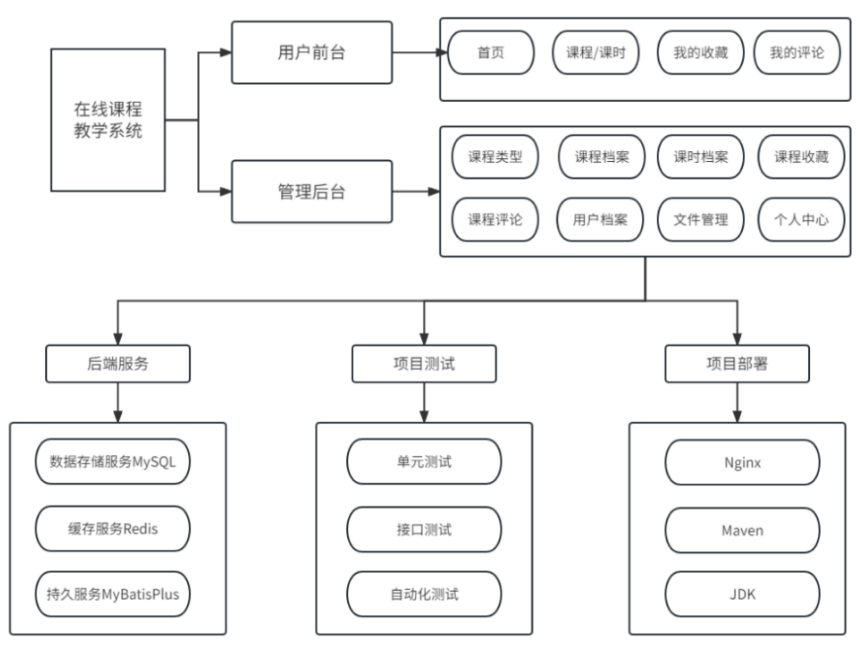 在线课程
教学系统
用户前台
首页
课程/课时
我的收藏
我的评论
管理后台
课程类型
课程档案
课时档案
课程收藏
课程评论
用户档案
文件管理
个人中心
后端服务
项目测试
项目部署
数据存储服务MySQL
缓存服务Redis
持久服务MyBatisPlus
单元测试
接口测试
自动化测试
Nginx
Maven
JDK